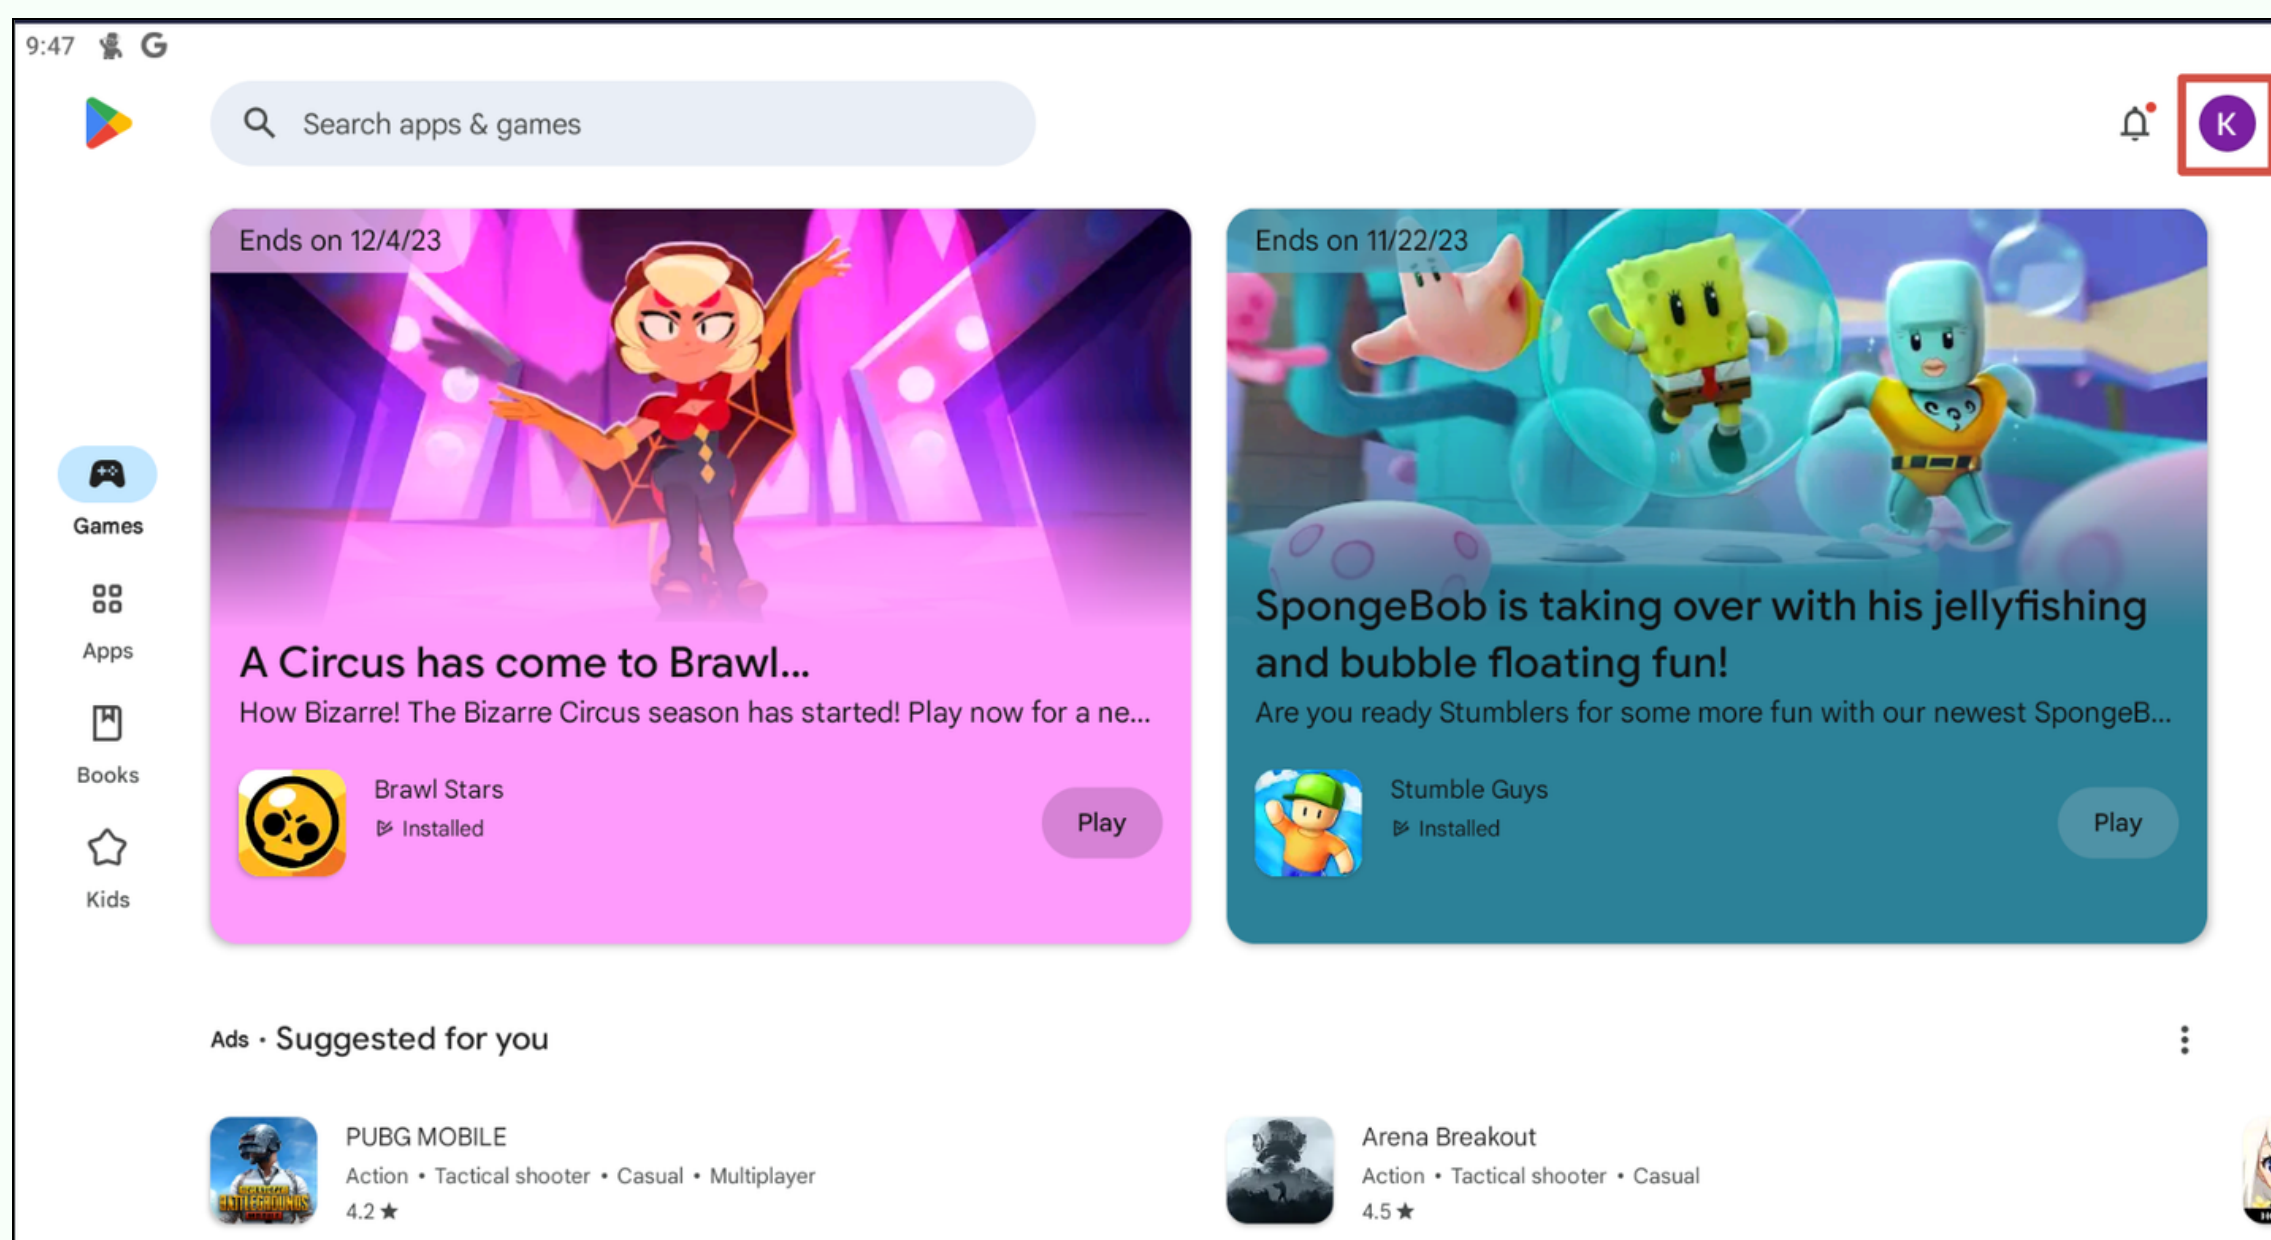 9:47
Search apps & games
K
Ends on 12/4/23
A Circus has come to Brawl...
How Bizarre! The Bizarre Circus season has started! Play now for a ne...
Brawl Stars
Installed
Play
Ends on 11/22/23
SpongeBob is taking over with his jellyfishing
and bubble floating fun!
Are you ready Stumblers for some more fun with our newest SpongeB...
Stumble Guys
Installed
Play
Games
Apps
Books
Kids
Ads • Suggested for you
PUBG MOBILE
Action • Tactical shooter • Casual • Multiplayer
4.2 ★
BATTLEGROUNDS
Arena Breakout
Action • Tactical shooter • Casual
4.5 ★